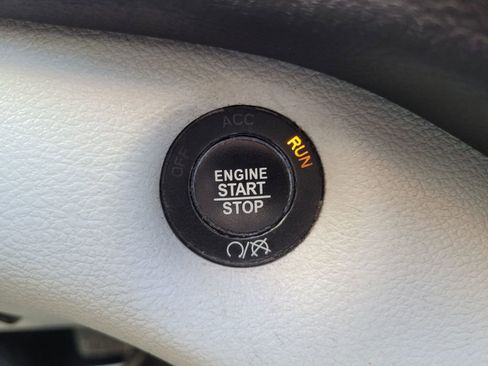 OFF
ACC
RUN
ENGINE
START
STOP